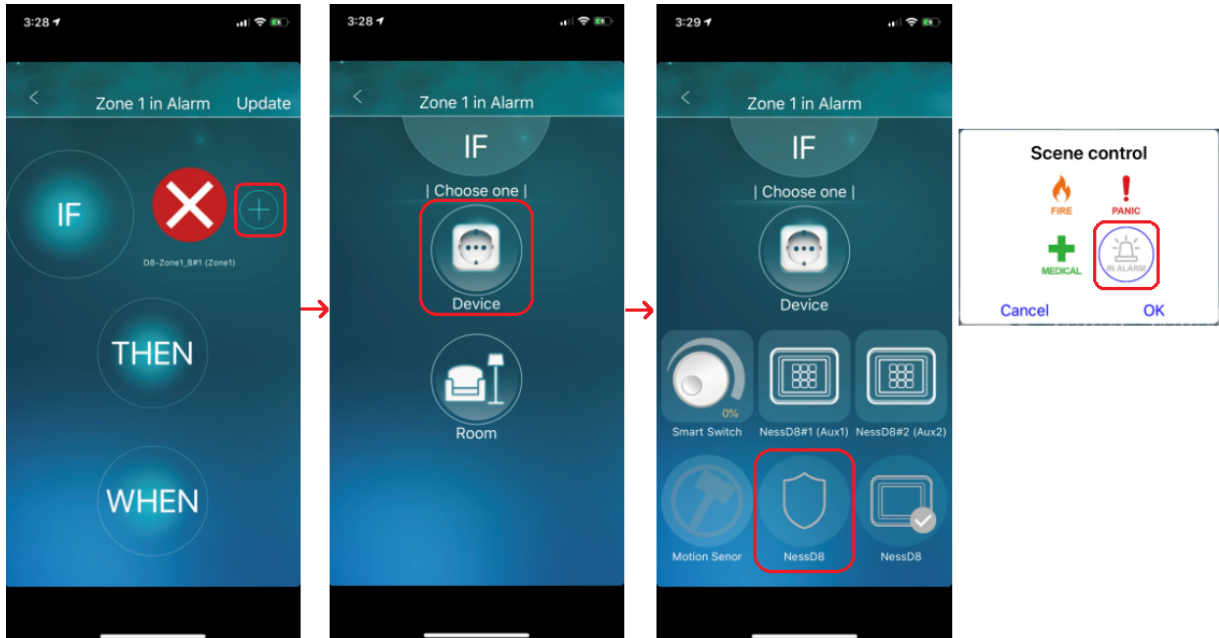 3:28
Zone 1 in Alarm Update
IF
D8-Zone1_8#1 (Zone1)
THEN
WHEN
3:28
Zone 1 in Alarm
IF
| Choose one |
Device
Room
3:29
Zone 1 in Alarm
IF
| Choose one |
Device
0%
Smart Switch NessD8#1 (Aux1) NessD8#2 (Aux2)
Motion Senor NessD8 NessD8
Scene control
FIRE PANIC
MEDICAL IN ALARM
Cancel OK